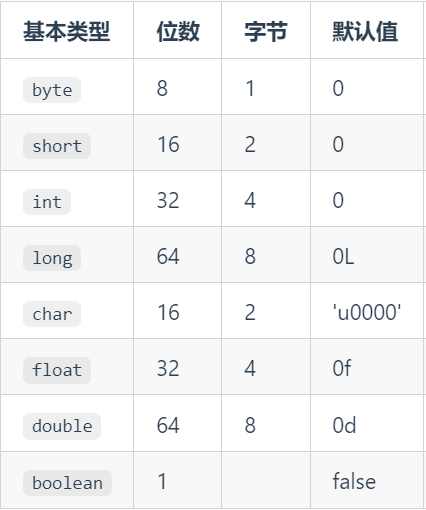 基本类型 位数 字节 默认值
byte 8 1 0
short 16 2 0
int 32 4 0
long 64 8 0L
char 16 2 'u0000'
float 32 4 0f
double 64 8 0d
boolean 1 false